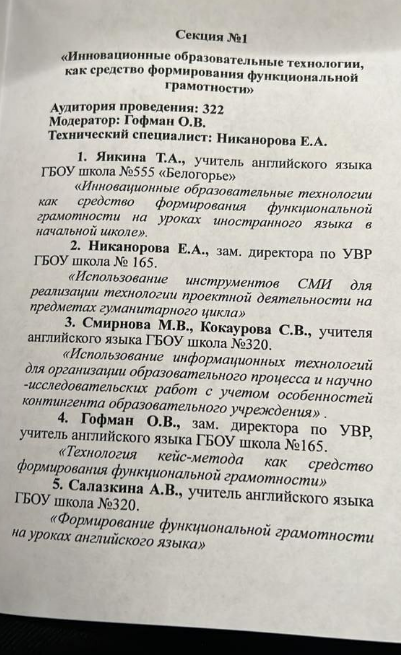 Секция №1
«Инновационные образовательные технологии,
как средство формирования функциональной
грамотности»
Аудитория проведения: 322
Модератор: Гофман О.В.
Технический специалист: Никанорова Е.А.
1. Яикина Т.А., учитель английского языка
ГБОУ школа №555 «Белогорье»
«Инновационные образовательные технологии
как средство формирования функциональной
грамотности на уроках иностранного языка в
начальной школе».
2. Никанорова Е.А., зам. директора по УВР
ГБОУ школа № 165.
«Использование инструментов СМИ для
реализации технологии проектной деятельности на
предметах гуманитарного цикла»
3. Смирнова М.В., Кокаурова С.В., учителя
английского языка ГБОУ школа №320.
«Использование информационных технологий
для организации образовательного процесса и научно
-исследовательских работ с учетом особенностей
контингента образовательного учреждения» .
4. Гофман О.В., зам. директора по УВР,
учитель английского языка ГБОУ школа №165.
«Технология кейс-метода как средство
формирования функциональной грамотности»
5. Салазкина А.В., учитель английского языка
ГБОУ школа №320.
«Формирование функциональной грамотности
на уроках английского языка»